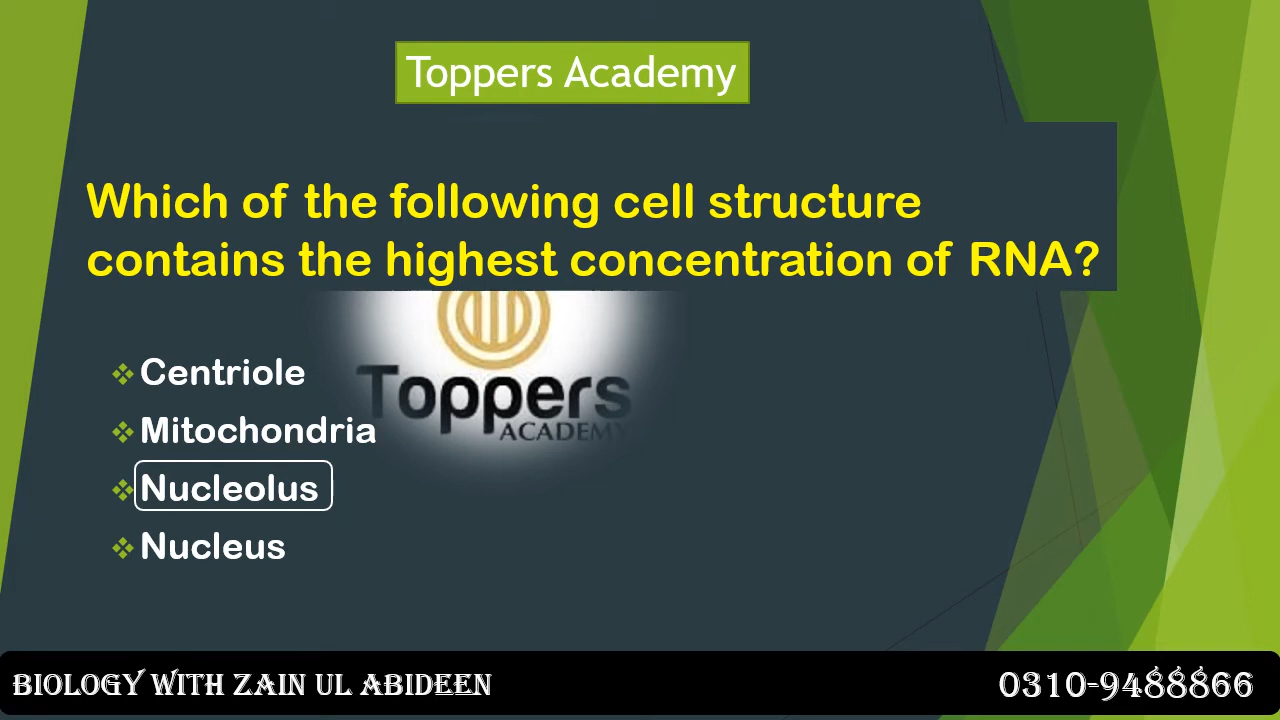 Toppers Academy
Which of the following cell structure
contains the highest concentration of RNA?
Toppers
ACADEMY
Centriole
Mitochondria
Nucleolus
Nucleus
BIOLOGY WITH ZAIN UL ABIDEEN
0310-9488866